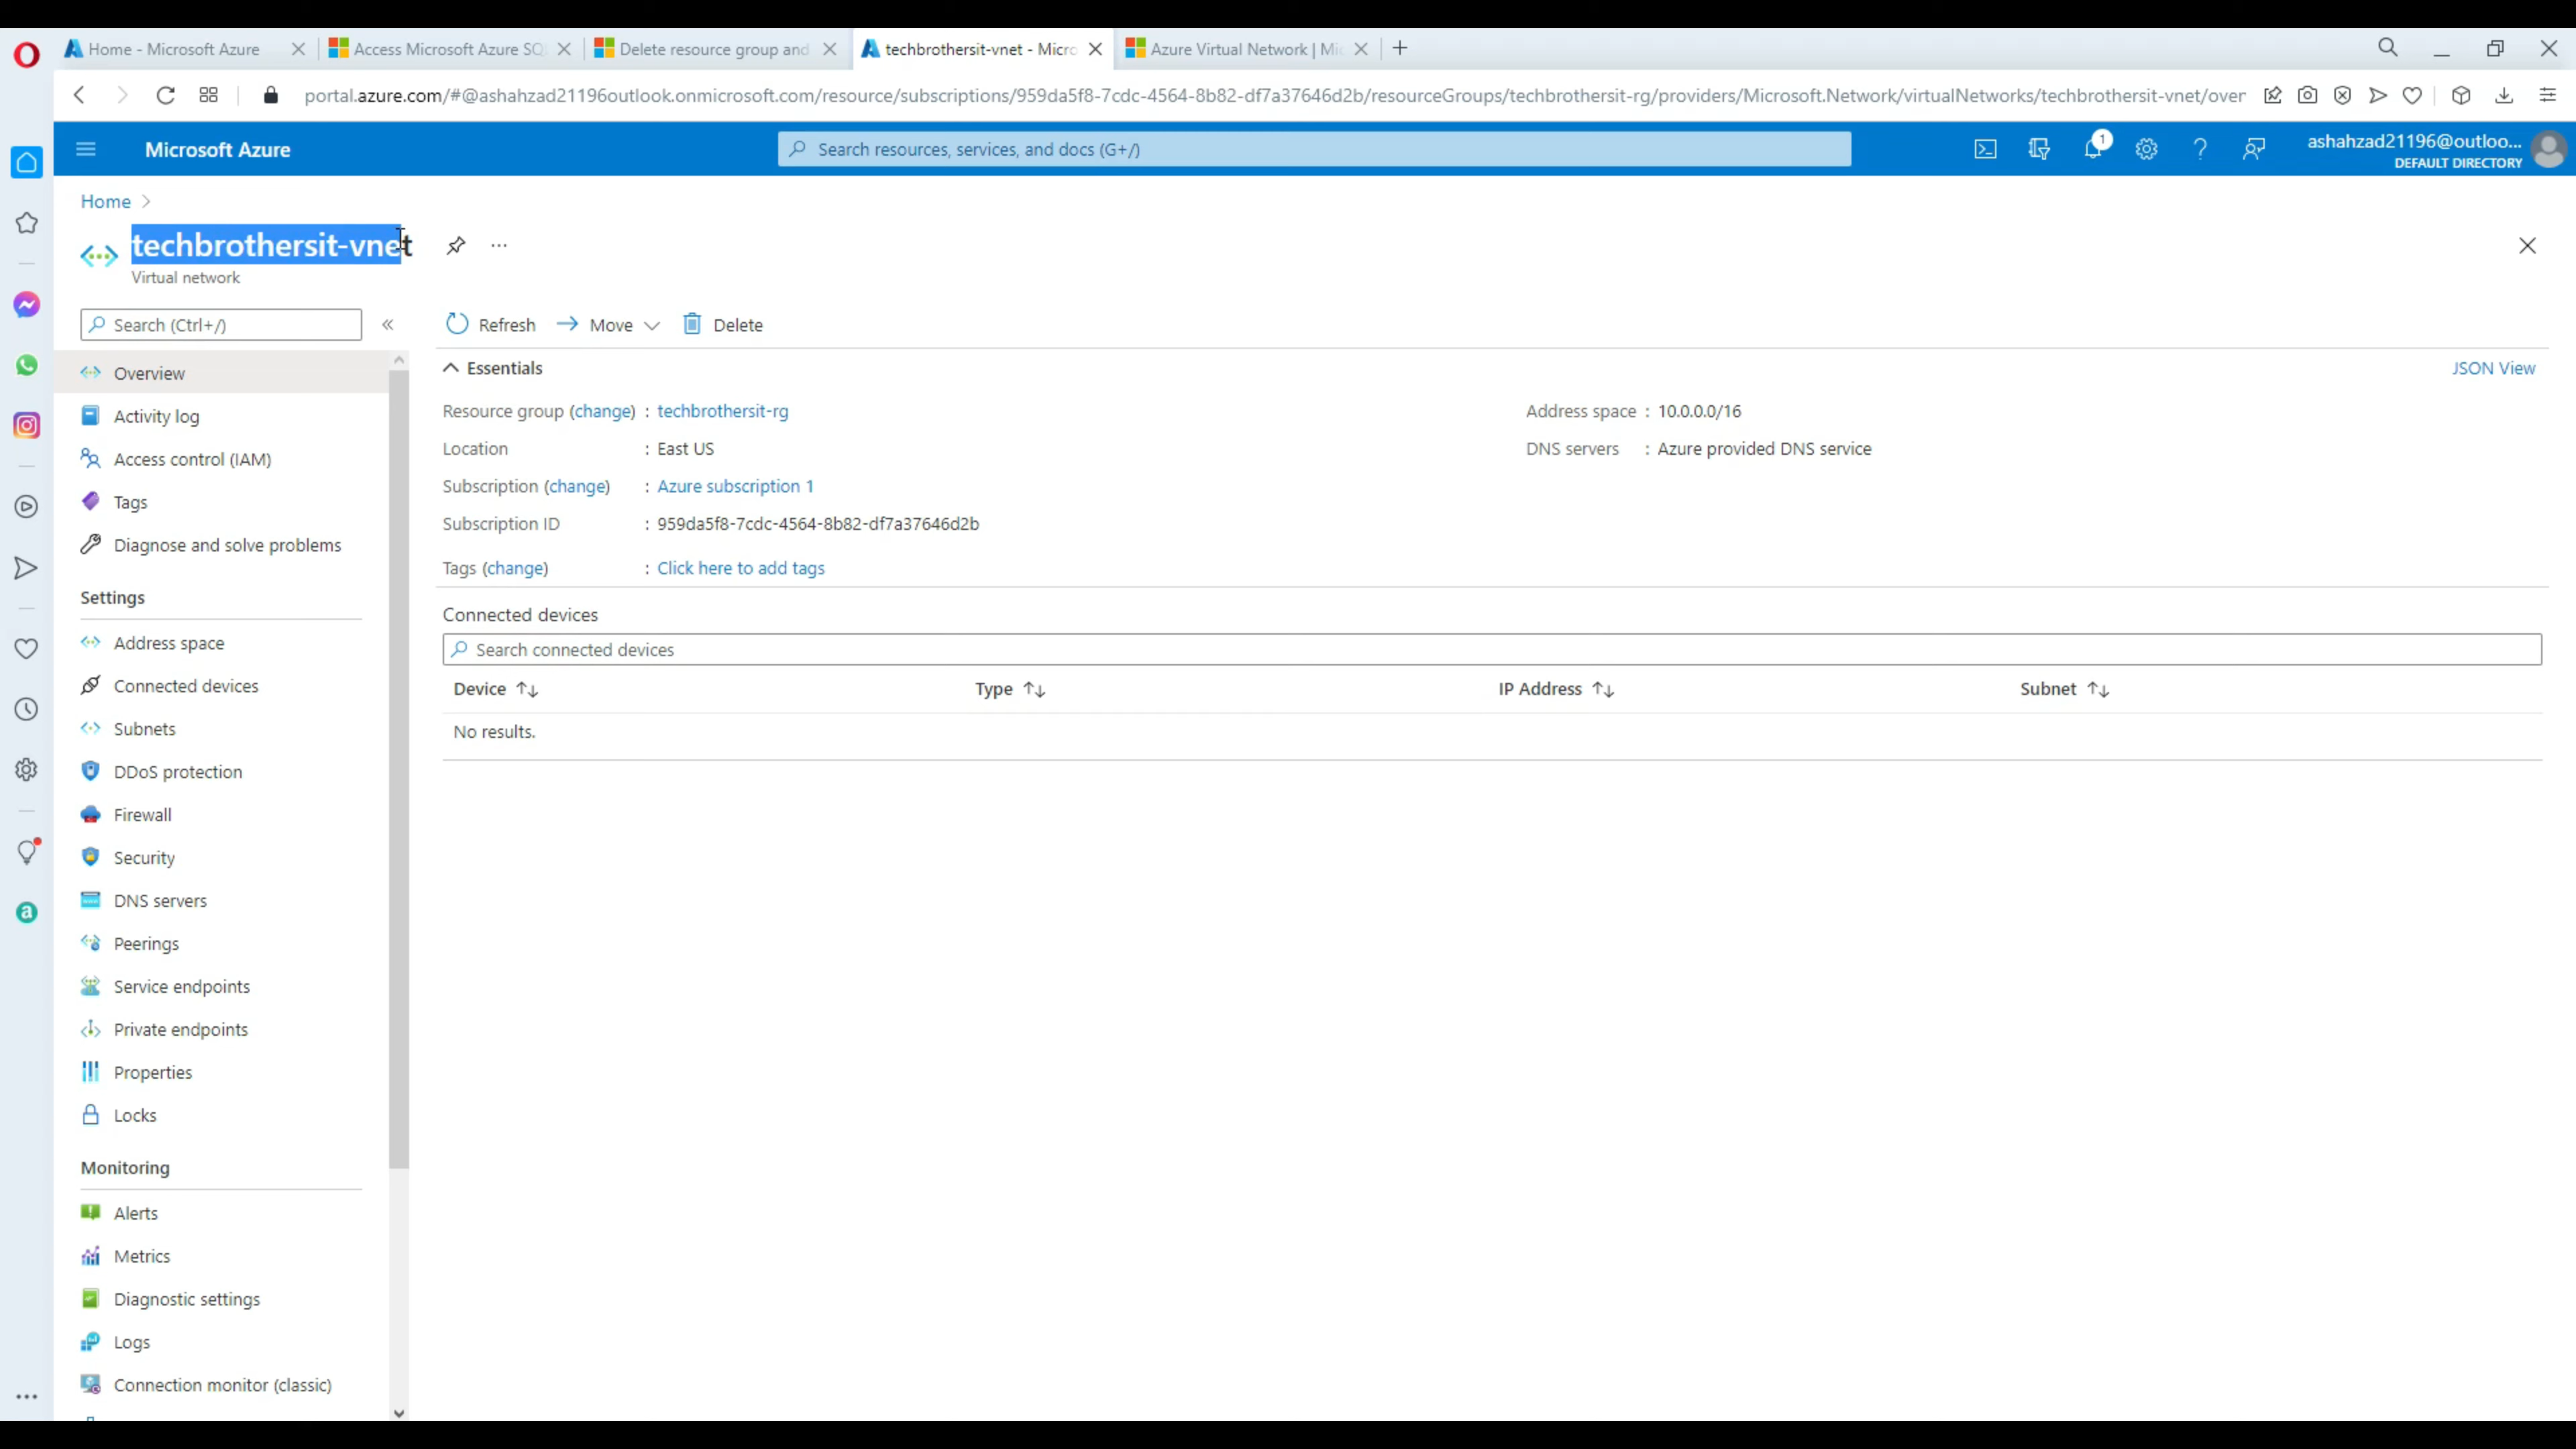 Home - Microsoft Azure
Access Microsoft Azure SQ
Delete resource group and
techbrothersit-vnet - Micro
Azure Virtual Network | Mi
portal.azure.com/#@ashahzad21196outlook.onmicrosoft.com/resource/subscriptions/959da5f8-7cdc-4564-8b82-df7a37646d2b/resourceGroups/techbrothersit-rg/providers/Microsoft.Network/virtualNetworks/techbrothersit-vnet/over
Microsoft Azure
Search resources, services, and docs (G+/)
1
ashahzad21196@outloo...
DEFAULT DIRECTORY
Home
techbrothersit-vnet
...
Virtual network
Search (Ctrl+/)
Refresh
Move
Delete
Overview
Activity log
Access control (IAM)
Tags
Diagnose and solve problems
Settings
Address space
Connected devices
Subnets
DDoS protection
Firewall
Security
DNS servers
Peerings
Service endpoints
Private endpoints
Properties
Locks
Monitoring
Alerts
Metrics
Diagnostic settings
Logs
Connection monitor (classic)
Essentials
JSON View
Resource group (change) : techbrothersit-rg
Location : East US
Subscription (change) : Azure subscription 1
Subscription ID : 959da5f8-7cdc-4564-8b82-df7a37646d2b
Tags (change) : Click here to add tags
Address space : 10.0.0.0/16
DNS servers : Azure provided DNS service
Connected devices
Search connected devices
Device Type IP Address Subnet
No results.